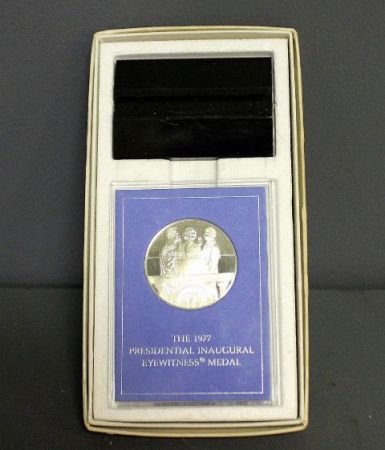 THE 1977
PRESIDENTIAL INAUGURAL
EYEWITNESS™ MEDAL